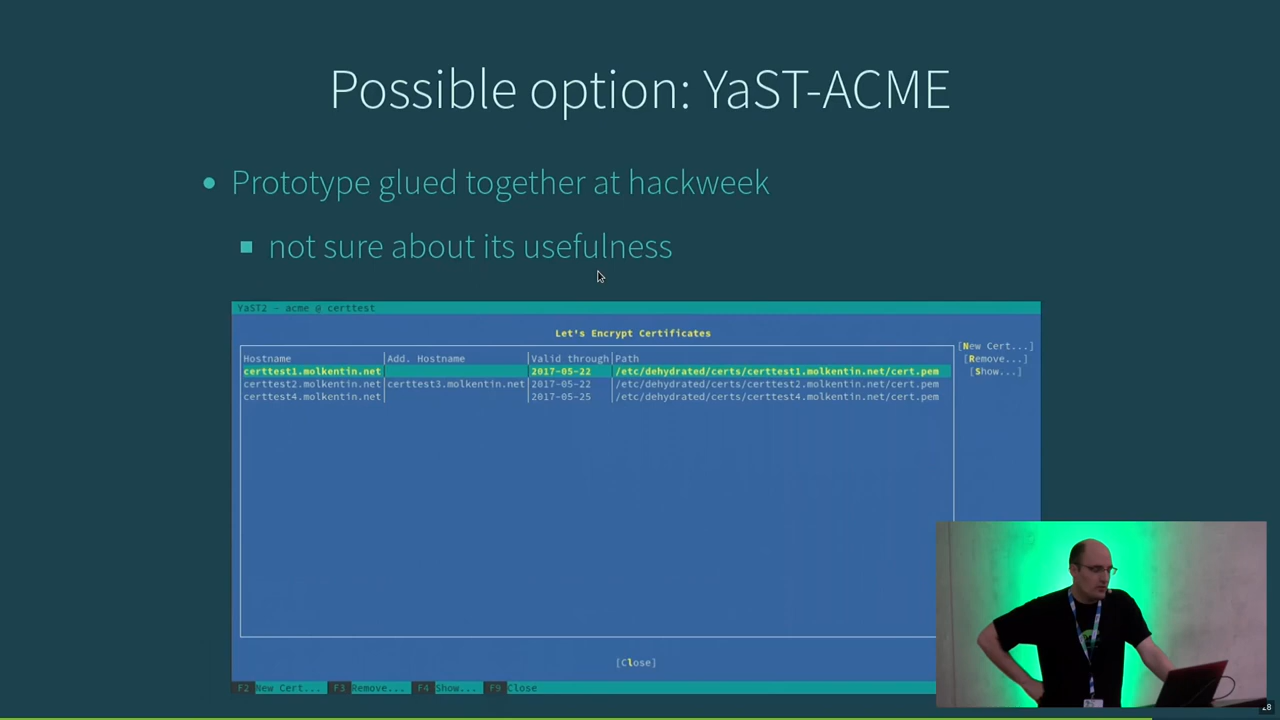 Possible option: YaST-ACME
Prototype glued together at hackweek
not sure about its usefulness
YaST2 - acme @ certtest
Let's Encrypt Certificates
Hostname |Add. Hostname |Valid through|Path
certtest1.molkentin.net| |2017-05-22 |/etc/dehydrated/certs/certtest1.molkentin.net/cert.pem
certtest2.molkentin.net|certtest3.molkentin.net|2017-05-22 |/etc/dehydrated/certs/certtest2.molkentin.net/cert.pem
certtest4.molkentin.net| |2017-05-25 |/etc/dehydrated/certs/certtest4.molkentin.net/cert.pem
[New Cert...]
[Remove...]
[Show...]
[Close]
F2 New Cert... F3 Remove... F4 Show... F9 Close
28